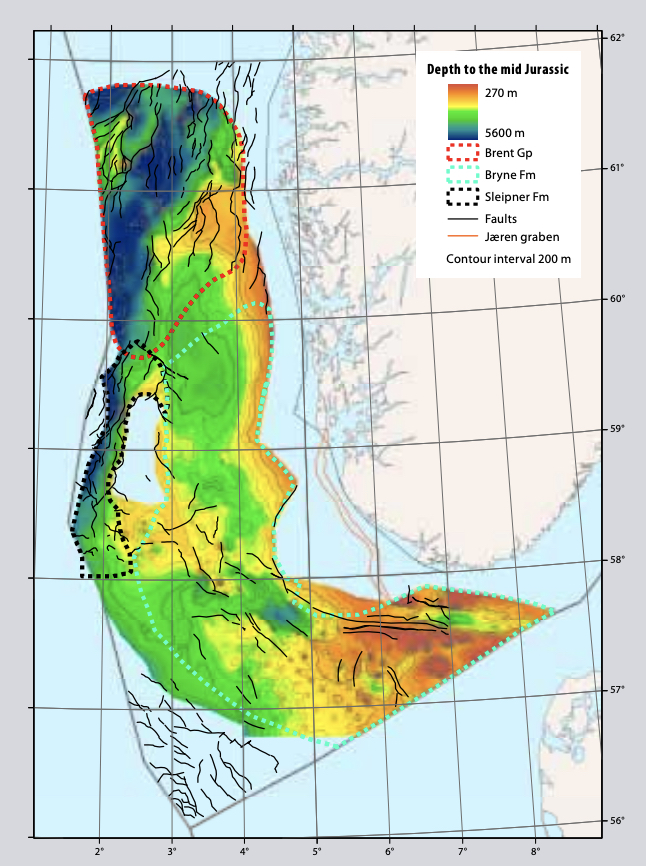 62°
Depth to the mid Jurassic
270 m
5600 m
Brent Gp
Bryne Fm
Sleipner Fm
Faults
Jæren graben
Contour interval 200 m
61°
60°
59°
58°
57°
56°
2° 3° 4° 5° 6° 7° 8°